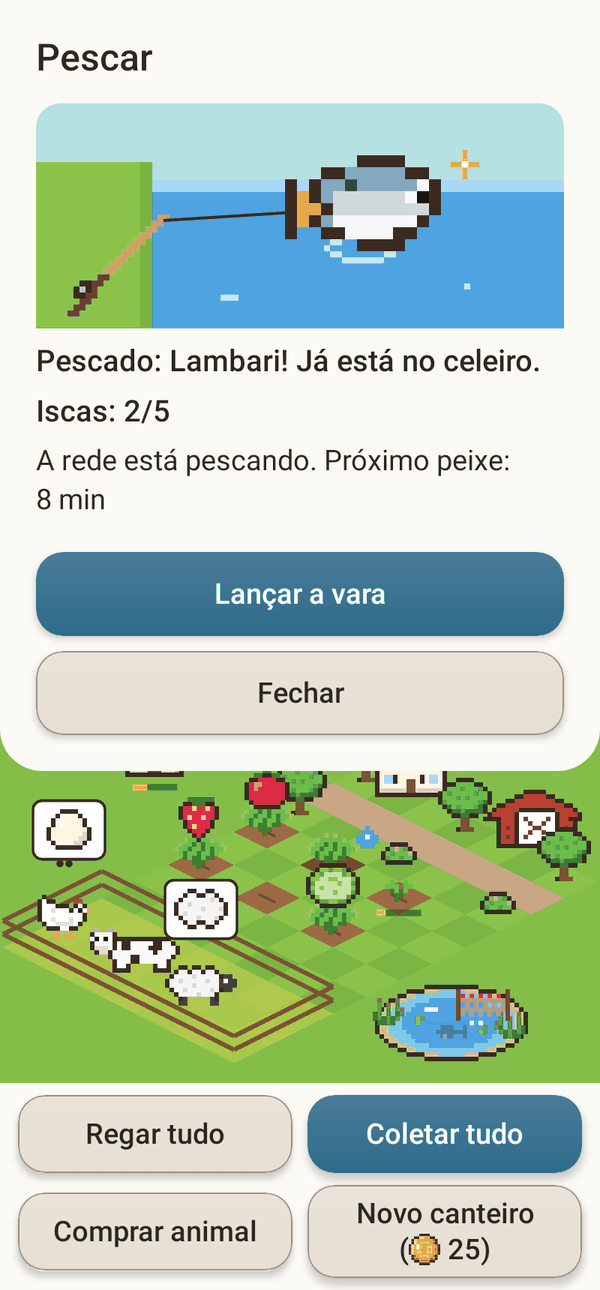 Pescar
Pescado: Lambari! Já está no celeiro.
Iscas: 2/5
A rede está pescando. Próximo peixe:
8 min
Lançar a vara
Fechar
Regar tudo
Coletar tudo
Comprar animal
Novo canteiro
( 25)